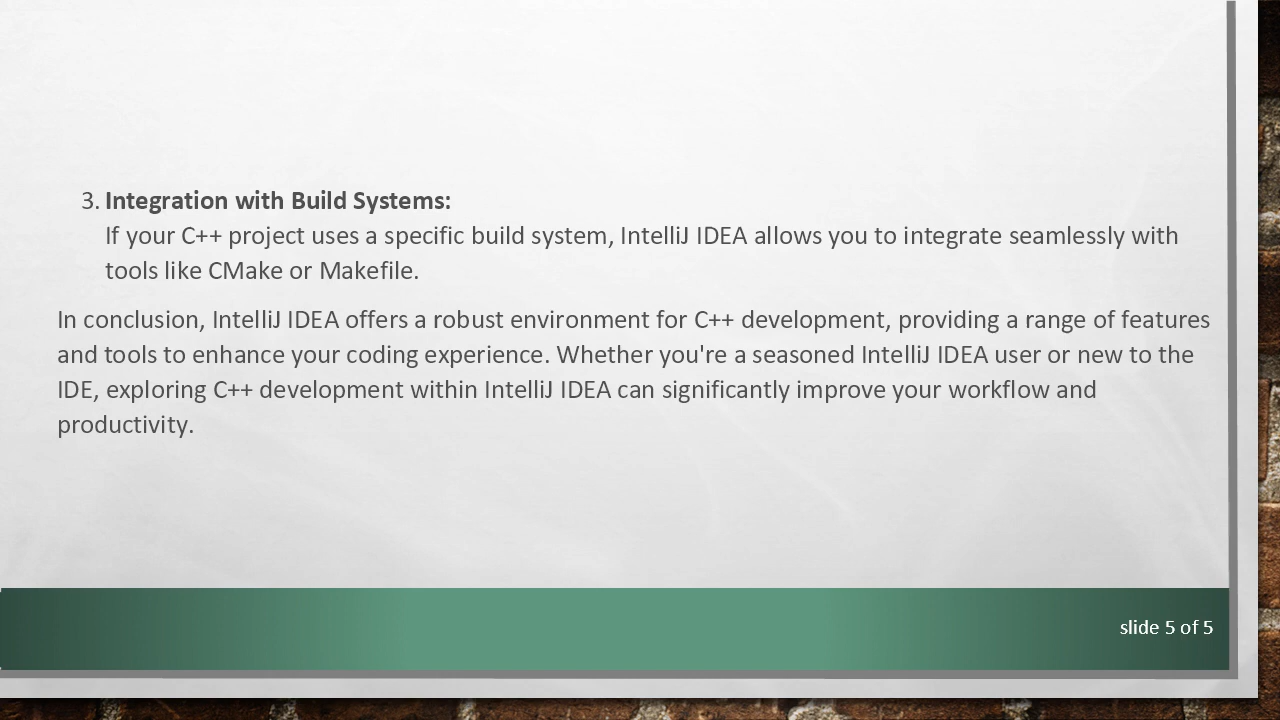 3. Integration with Build Systems:
If your C++ project uses a specific build system, IntelliJ IDEA allows you to integrate seamlessly with
tools like CMake or Makefile.
In conclusion, IntelliJ IDEA offers a robust environment for C++ development, providing a range of features
and tools to enhance your coding experience. Whether you're a seasoned IntelliJ IDEA user or new to the
IDE, exploring C++ development within IntelliJ IDEA can significantly improve your workflow and
productivity.
slide 5 of 5